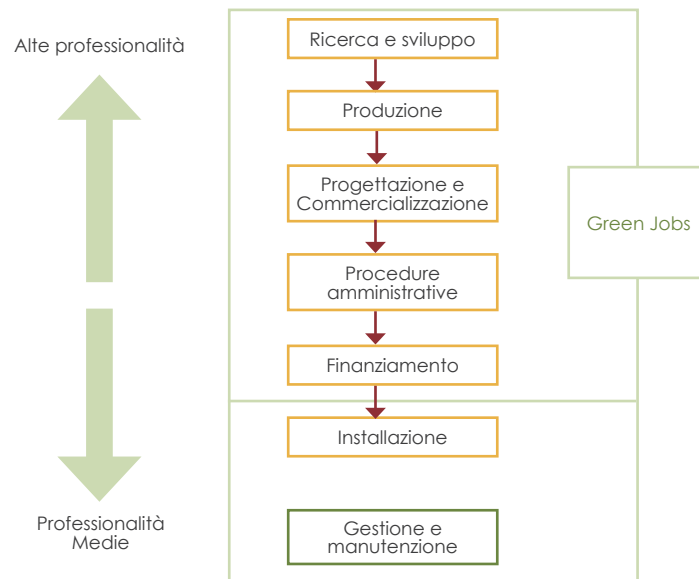 Alte professionalità
Ricerca e sviluppo
Produzione
Progettazione e
Commercializzazione
Green Jobs
Procedure
amministrative
Finanziamento
Installazione
Professionalità
Medie
Gestione e
manutenzione